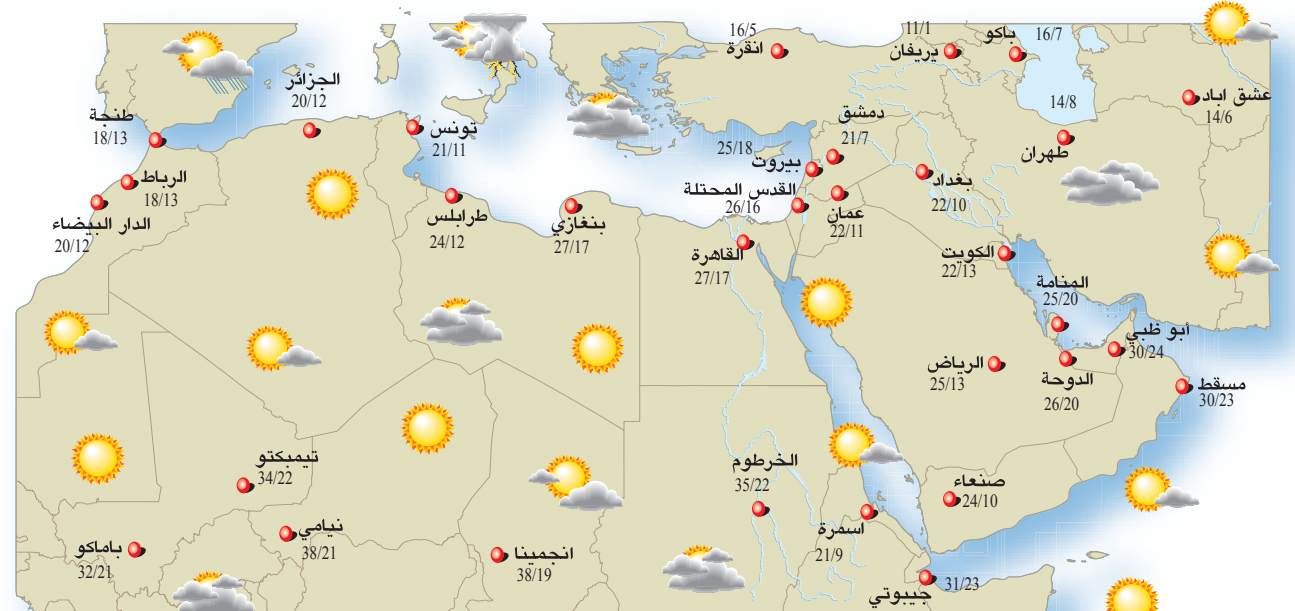 16/5
انقرة
11/1
يريفان
باكو
16/7
عشق اباد
14/6
14/8
طهران
الجزائر
20/12
طنجة
18/13
تونس
21/11
دمشق
21/7
25/18
بيروت
القدس المحتلة
26/16
عمان
22/11
بغداد
22/10
الرباط
18/13
الدار البيضاء
20/12
طرابلس
24/12
بنغازي
27/17
القاهرة
27/17
الكويت
22/13
المنامة
25/20
أبو ظبي
30/24
الرياض
25/13
الدوحة
26/20
مسقط
30/23
تيمبكتو
34/22
الخرطوم
35/22
صنعاء
24/10
اسمرة
21/9
نيامي
38/21
باماكو
32/21
انجمينا
38/19
31/23
جيبوتي